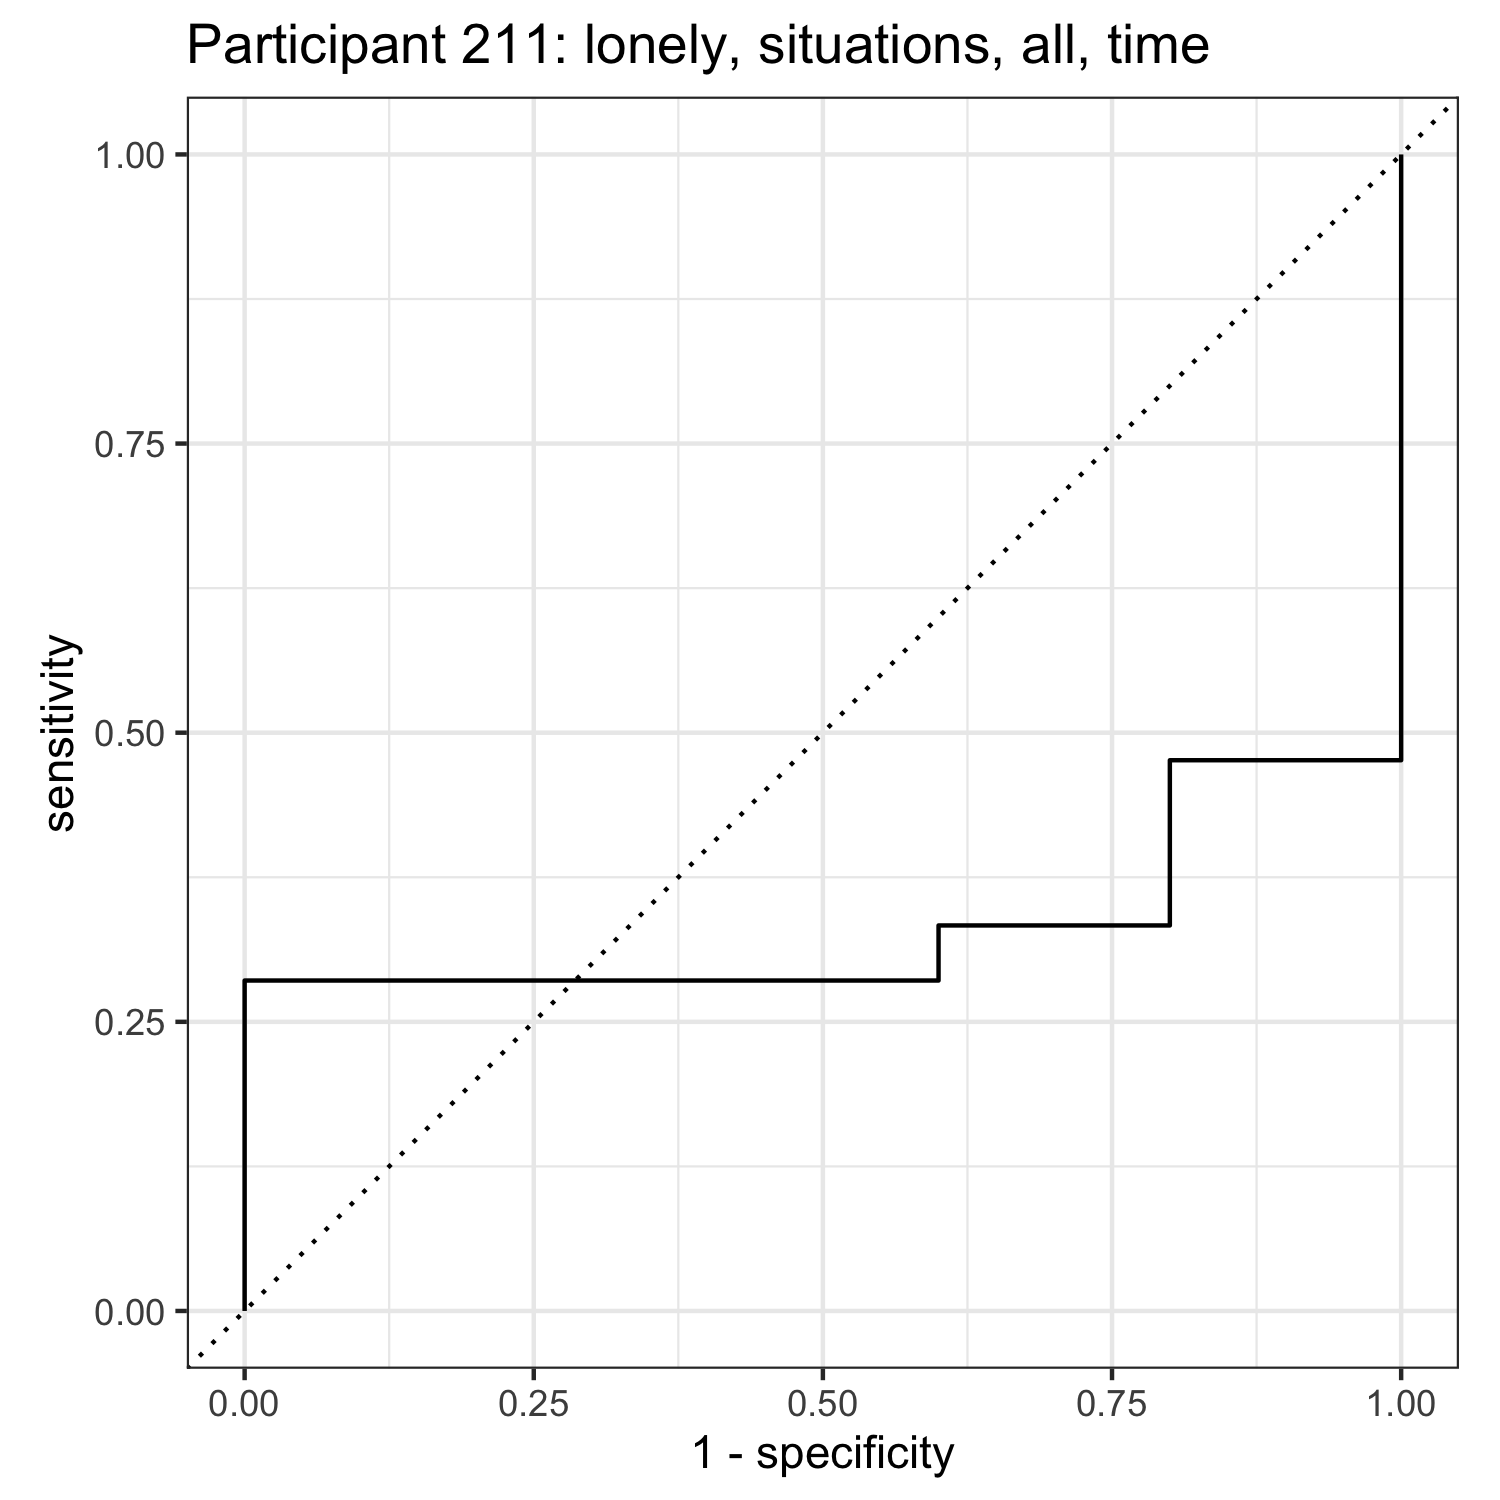 Participant 211: lonely, situations, all, time
1.00
0.75
0.50
0.25
0.00
sensitivity
0.00 0.25 0.50 0.75 1.00
1 - specificity